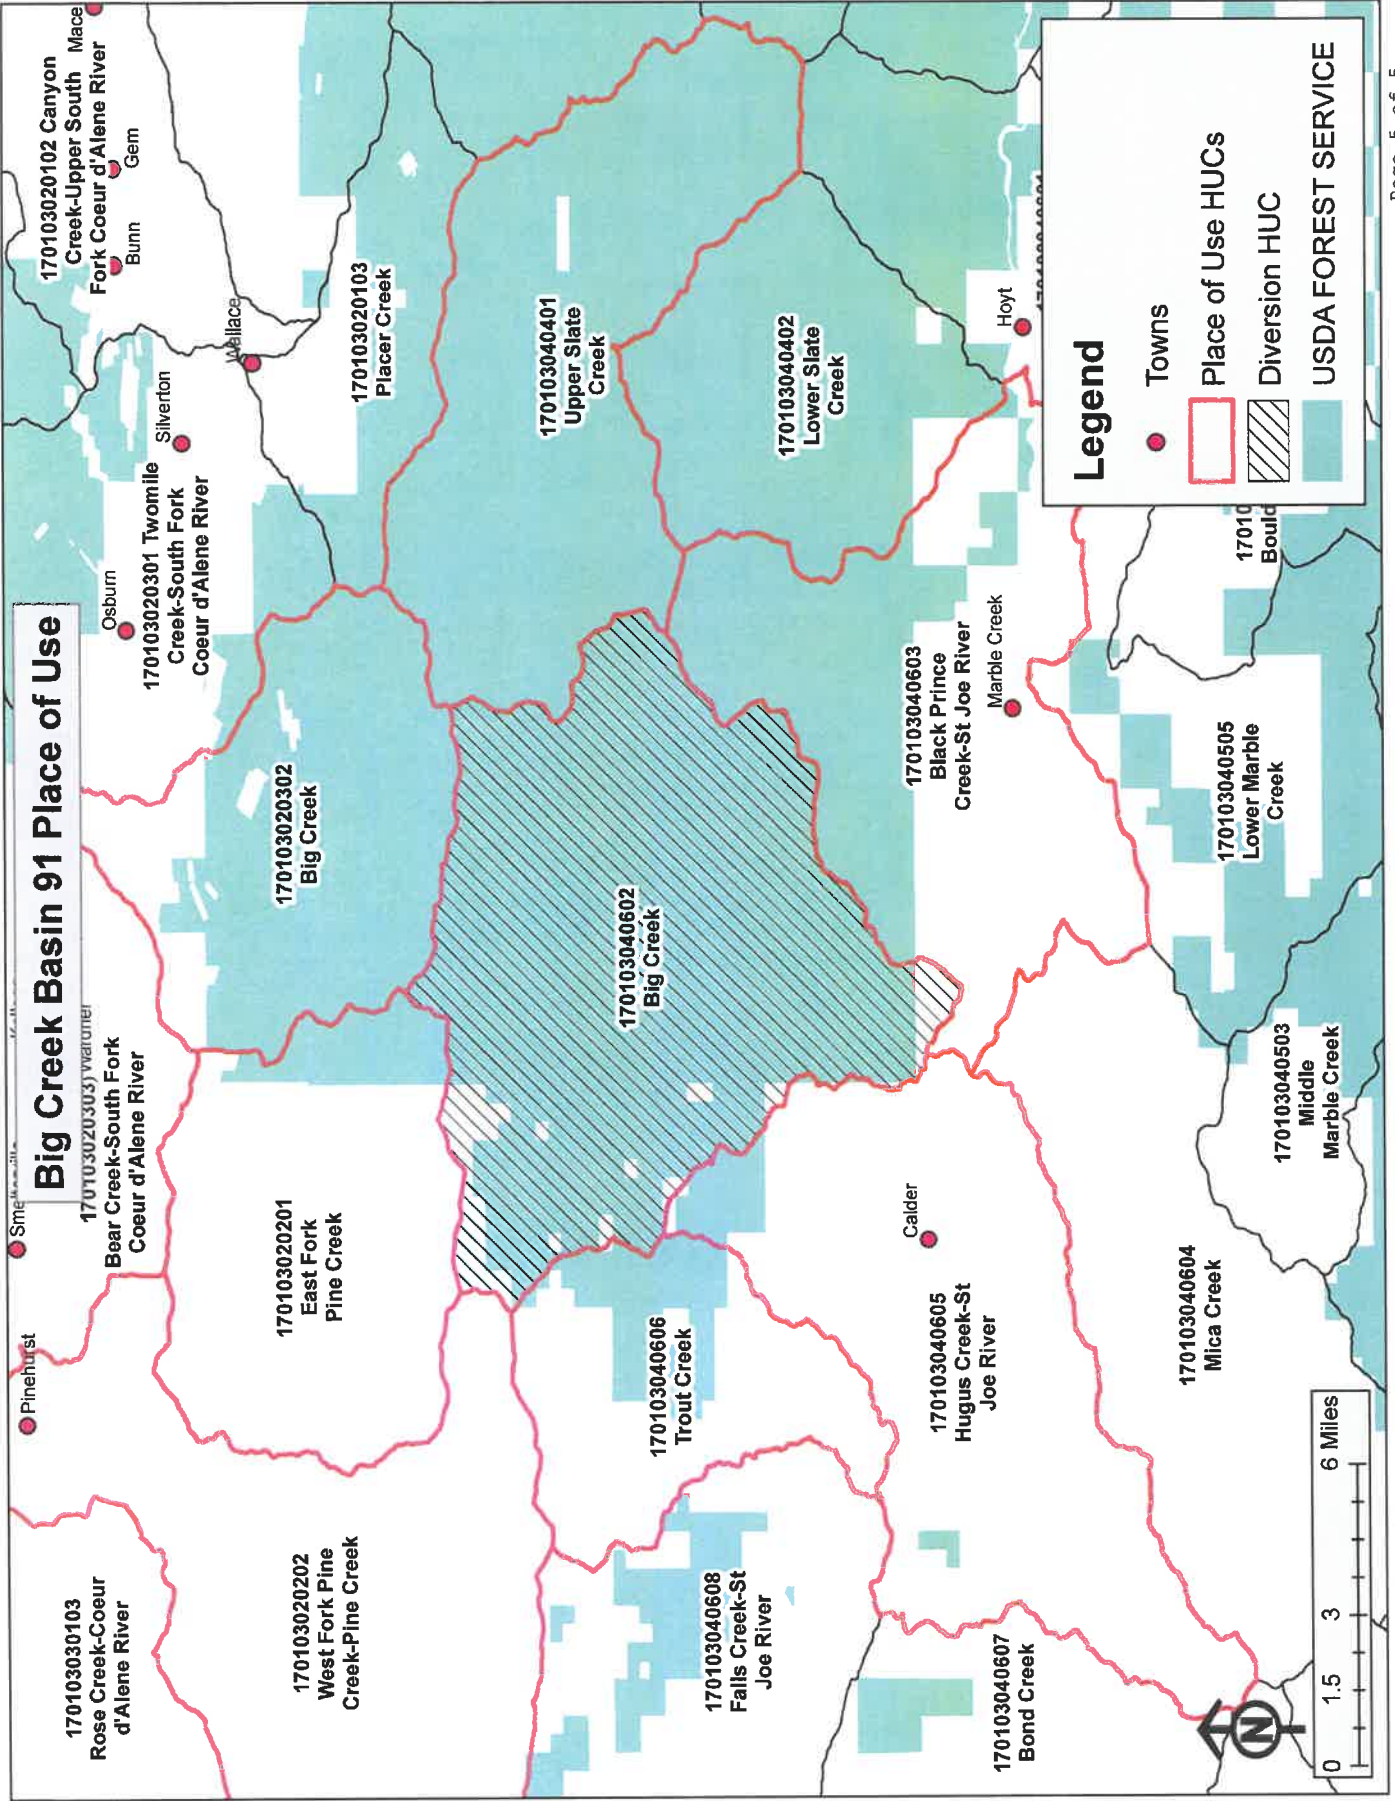 Big Creek Basin 91 Place of Use
Pinehurst
Osburn
Silverton
Wallace
Bunn
Gem
Mace
170103020102 Canyon
Creek-Upper South
Fork Coeur d'Alene River
170103030103
Rose Creek-Coeur
d'Alene River
170103020303
Wardner
Bear Creek-South Fork
Coeur d'Alene River
170103020301 Twomile
Creek-South Fork
Coeur d'Alene River
170103020202
West Fork Pine
Creek-Pine Creek
170103020201
East Fork
Pine Creek
170103020302
Big Creek
170103020103
Placer Creek
170103040401
Upper Slate
Creek
170103040602
Big Creek
170103040606
Trout Creek
170103040608
Falls Creek-St
Joe River
170103040402
Lower Slate
Creek
170103040603
Black Prince
Creek-St Joe River
Marble Creek
Hoyt
Calder
170103040605
Hugus Creek-St
Joe River
170103040607
Bond Creek
170103040604
Mica Creek
170103040503
Middle
Marble Creek
170103040505
Lower Marble
Creek
17010
Bould
Legend
Towns
Place of Use HUCs
Diversion HUC
USDA FOREST SERVICE
N
0 1.5 3 6 Miles